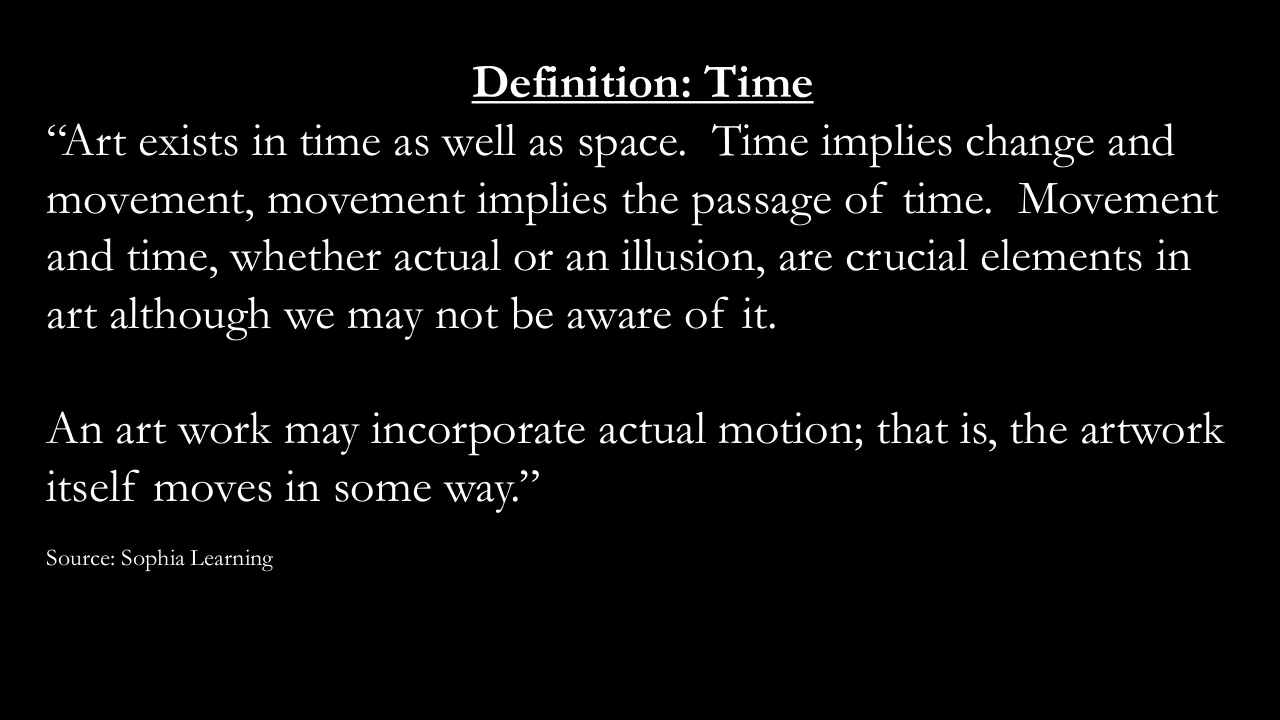 Definition: Time
“Art exists in time as well as space.  Time implies change and
movement, movement implies the passage of time.  Movement
and time, whether actual or an illusion, are crucial elements in
art although we may not be aware of it.
An art work may incorporate actual motion; that is, the artwork
itself moves in some way.”
Source: Sophia Learning